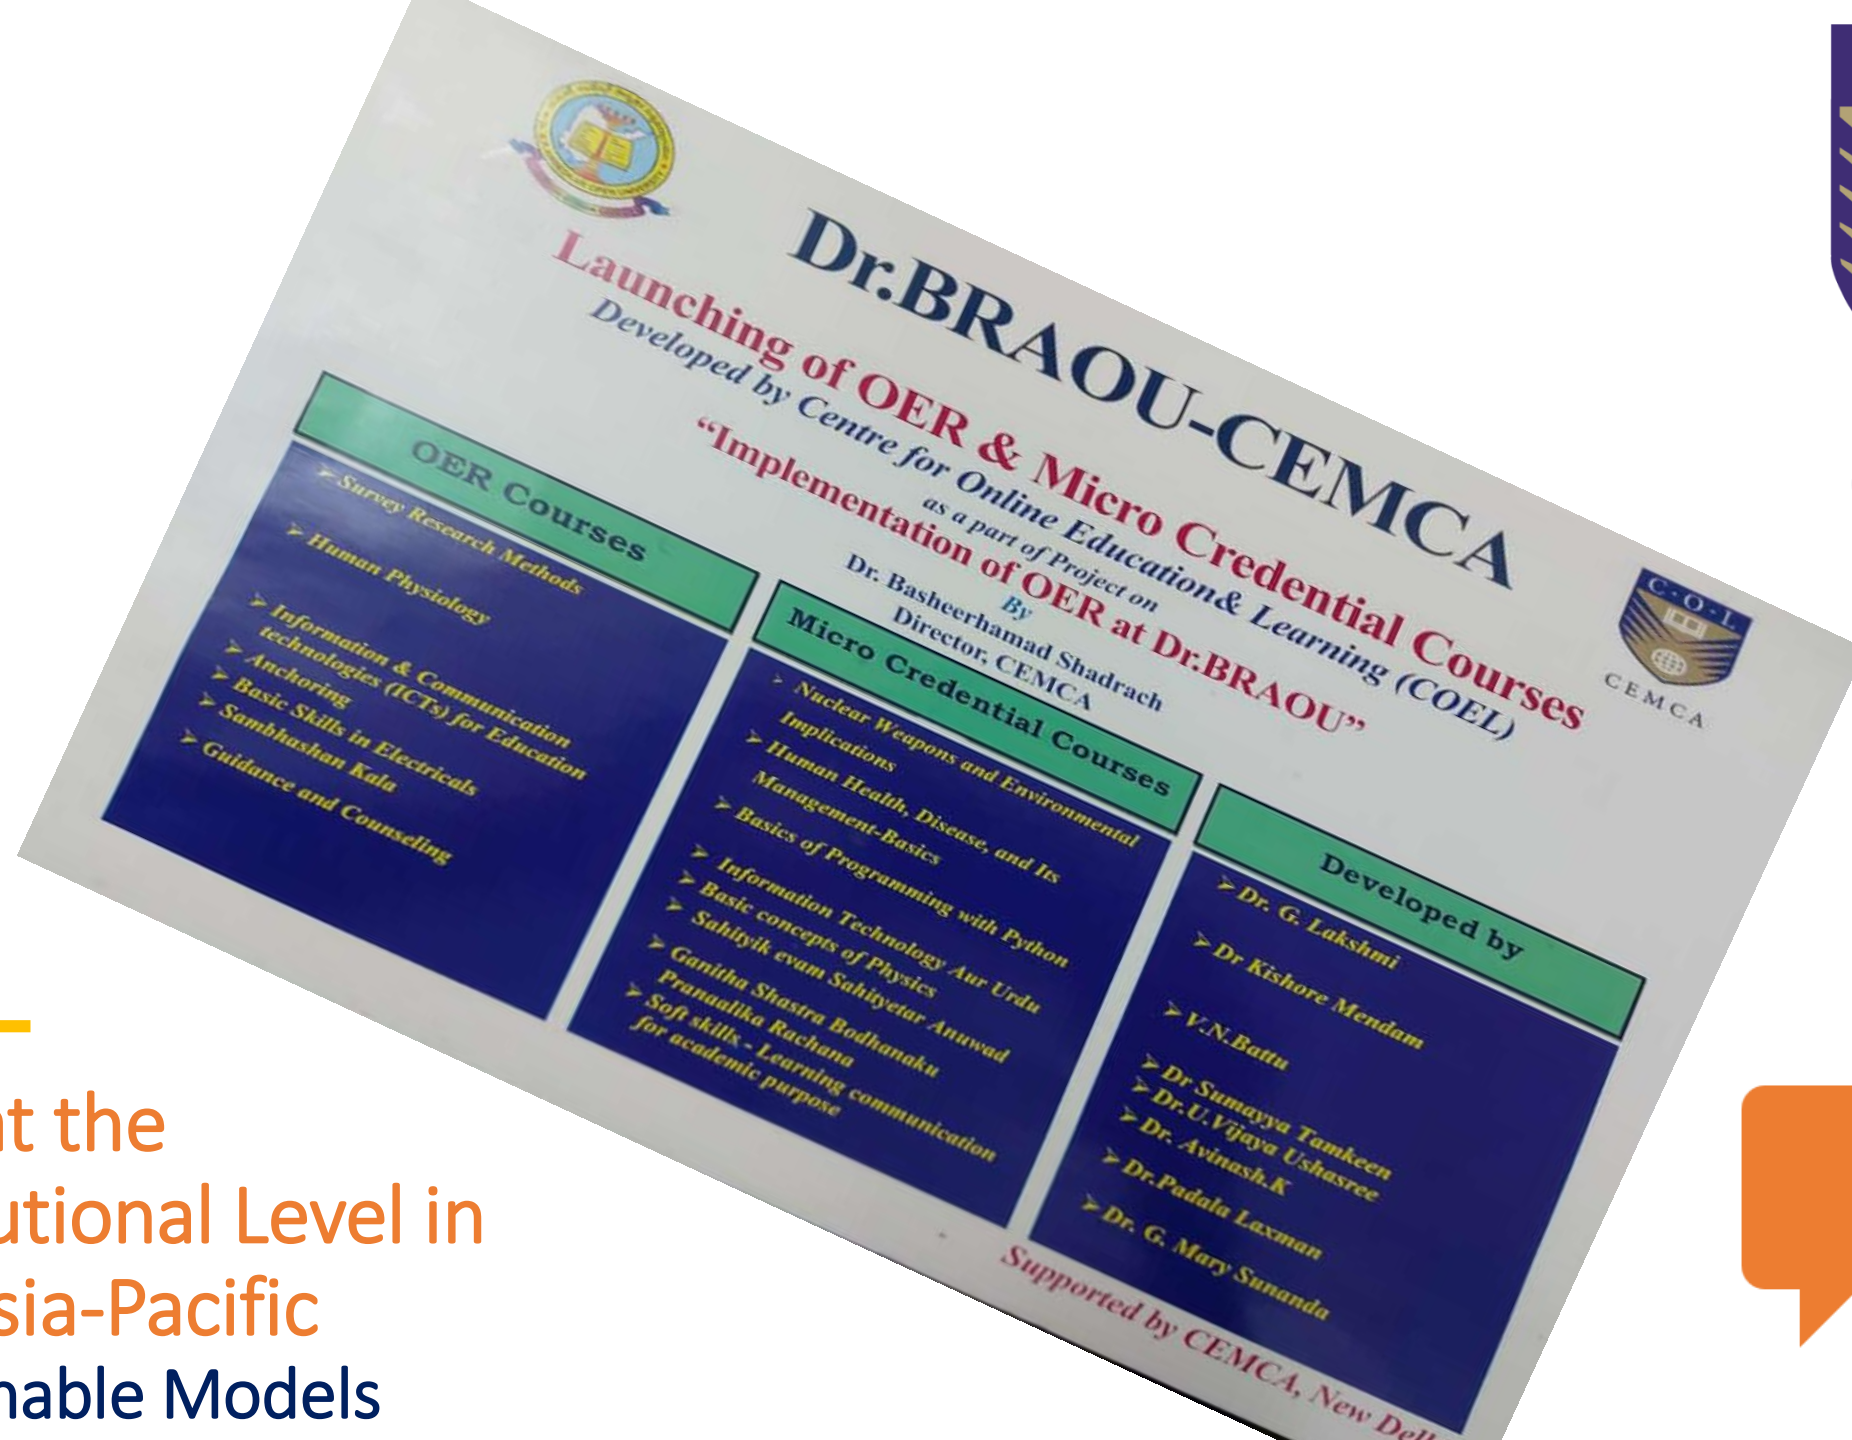 Dr.BRAOU-CEMCA
Launching of OER & Micro Credential Courses
Developed by Centre for Online Education& Learning (COEL)
as a part of Project on
“Implementation of OER at Dr.BRAOU”
By
Dr. Basheerhamad Shadrach
Director, CEMCA
C·O·L
CEMCA
OER Courses
➢ Survey Research Methods
➢ Human Physiology
➢ Information & Communication
technologies (ICTs) for Education
➢ Anchoring
➢ Basic Skills in Electricals
➢ Sambhashan Kala
➢ Guidance and Counseling
Micro Credential Courses
➢ Nuclear Weapons and Environmental
Implications
➢ Human Health, Disease, and Its
Management-Basics
➢ Basics of Programming with Python
➢ Information Technology Aur Urdu
➢ Basic concepts of Physics
➢ Sahityik evam Sahityetar Anuwad
➢ Ganitha Shastra Bodhanaku
Pranaalika Rachana
➢ Soft skills - Learning communication
for academic purpose
Developed by
➢ Dr. G. Lakshmi
➢ Dr Kishore Mendam
➢ V.N.Battu
➢ Dr Sumayya Tamkeen
➢ Dr.U.Vijaya Ushasree
➢ Dr. Avinash.K
➢ Dr.Padala Laxman
➢ Dr. G. Mary Sunanda
Supported by CEMCA, New Del
at the
utional Level in
sia-Pacific
nable Models